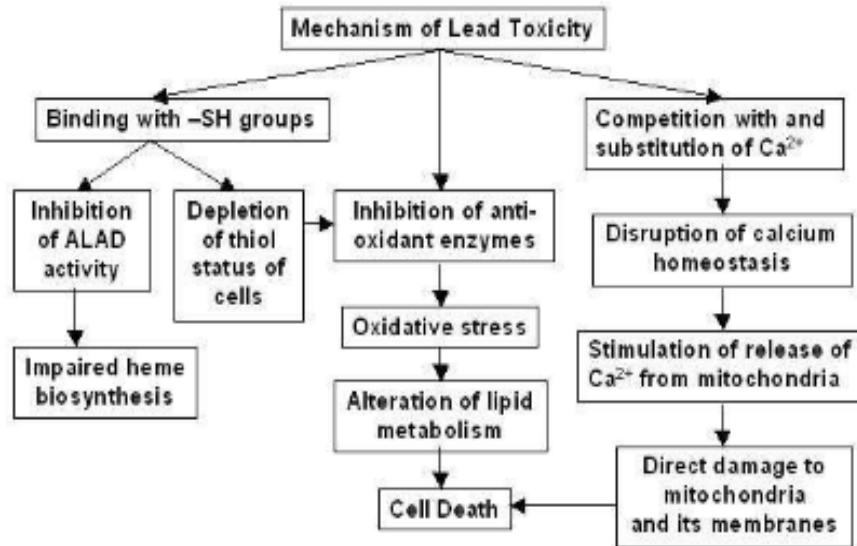 Mechanism of Lead Toxicity
Binding with –SH groups
Competition with and
substitution of Ca²⁺
Inhibition
of ALAD
activity
Depletion
of thiol
status of
cells
Inhibition of anti-
oxidant enzymes
Disruption of calcium
homeostasis
Impaired heme
biosynthesis
Oxidative stress
Stimulation of release of
Ca²⁺ from mitochondria
Alteration of lipid
metabolism
Cell Death
Direct damage to
mitochondria
and its membranes